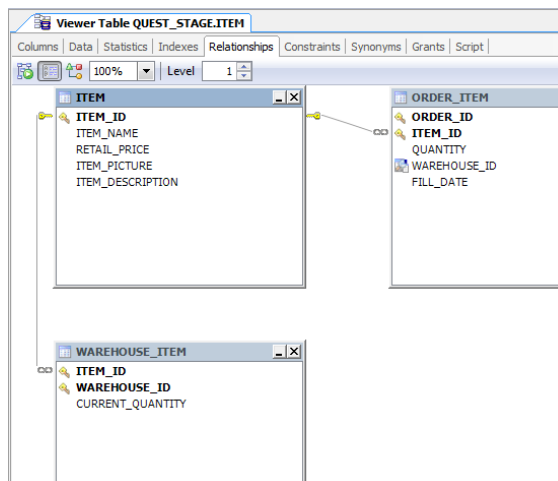 Viewer Table QUEST_STAGE.ITEM
Columns Data Statistics Indexes Relationships Constraints Synonyms Grants Script
100% Level 1
ITEM
ITEM_ID
ITEM_NAME
RETAIL_PRICE
ITEM_PICTURE
ITEM_DESCRIPTION
ORDER_ITEM
ORDER_ID
ITEM_ID
QUANTITY
WAREHOUSE_ID
FILL_DATE
WAREHOUSE_ITEM
ITEM_ID
WAREHOUSE_ID
CURRENT_QUANTITY